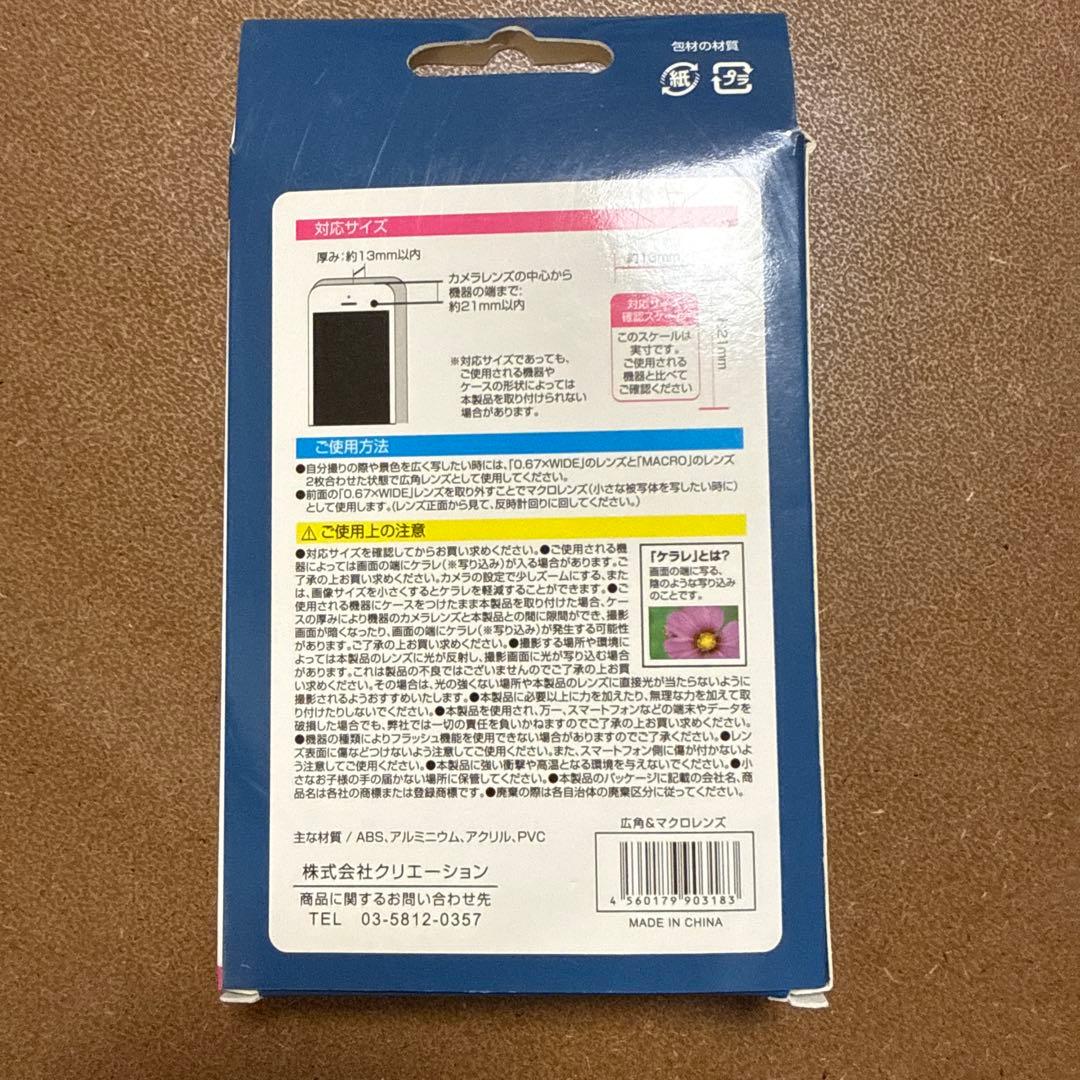 包材の材質
紙 プラ
対応サイズ
厚み:約13mm以内
カメラレンズの中心から
機器の端まで:
約21mm以内
※対応サイズであっても、
ご使用される機器や
ケースの形状によっては
本製品を取り付けられない
場合があります。
約13mm
対応サイズ
確認スケール
このスケールは
実寸です。
ご使用される
機器と比べて
ご確認ください
21mm
ご使用方法
●自分撮りの際や景色を広く写したい時には、「0.67×WIDE」のレンズと「MACRO」のレンズ
2枚合わせた状態で広角レンズとして使用してください。
●前面の「0.67×WIDE」レンズを取り外すことでマクロレンズ(小さな被写体を写したい時に)
として使用します。(レンズ正面から見て、反時計回りに回してください。)
⚠ご使用上の注意
●対応サイズを確認してからお買い求めください。●ご使用される機
器によっては画面の端にケラレ(※写り込み)が入る場合があります。ご
了承の上お買い求めください。カメラの設定で少しズームにする、また
は、画像サイズを小さくするとケラレを軽減することができます。●ご
使用される機器にケースをつけたまま本製品を取り付けた場合、ケー
スの厚みにより機器のカメラレンズと本製品との間に隙間ができ、撮影
画面が暗くなったり、画面の端にケラレ(※写り込み)が発生する可能性
があります。ご了承の上お買い求めください。●撮影する場所や環境に
よっては本製品のレンズに光が反射し、撮影画面に光が写り込む場合
があります。これは製品の不良ではございませんのでご了承の上お買
い求めください。その場合は、光の強くない場所や本製品のレンズに直接光が当たらないように
撮影されるようおすすめいたします。●本製品に必要以上に力を加えたり、無理な力を加えて取
り付けたりしないでください。●本製品を使用され、万一、スマートフォンなどの端末やデータを
破損した場合でも、弊社では一切の責任を負いかねますのでご了承の上お買い求めください。
●機器の種類によりフラッシュ機能を使用できない場合がありますのでご了承ください。●レン
ズ表面に傷などつけないよう注意してご使用ください。また、スマートフォン側に傷が付かないよ
う注意してご使用ください。●本製品に強い衝撃や高温となる環境を与えないでください。●小
さなお子様の手の届かない場所に保管してください。●本製品のパッケージに記載の会社名、商
品名は各社の商標または登録商標です。●廃棄の際は各自治体の廃棄区分に従ってください。
「ケラレ」とは?
画面の端に写る、
陰のような写り込み
のことです。
主な材質 / ABS、アルミニウム、アクリル、PVC
株式会社クリエーション
商品に関するお問い合わせ先
TEL 03-5812-0357
広角&マクロレンズ
4 560179 903183
MADE IN CHINA